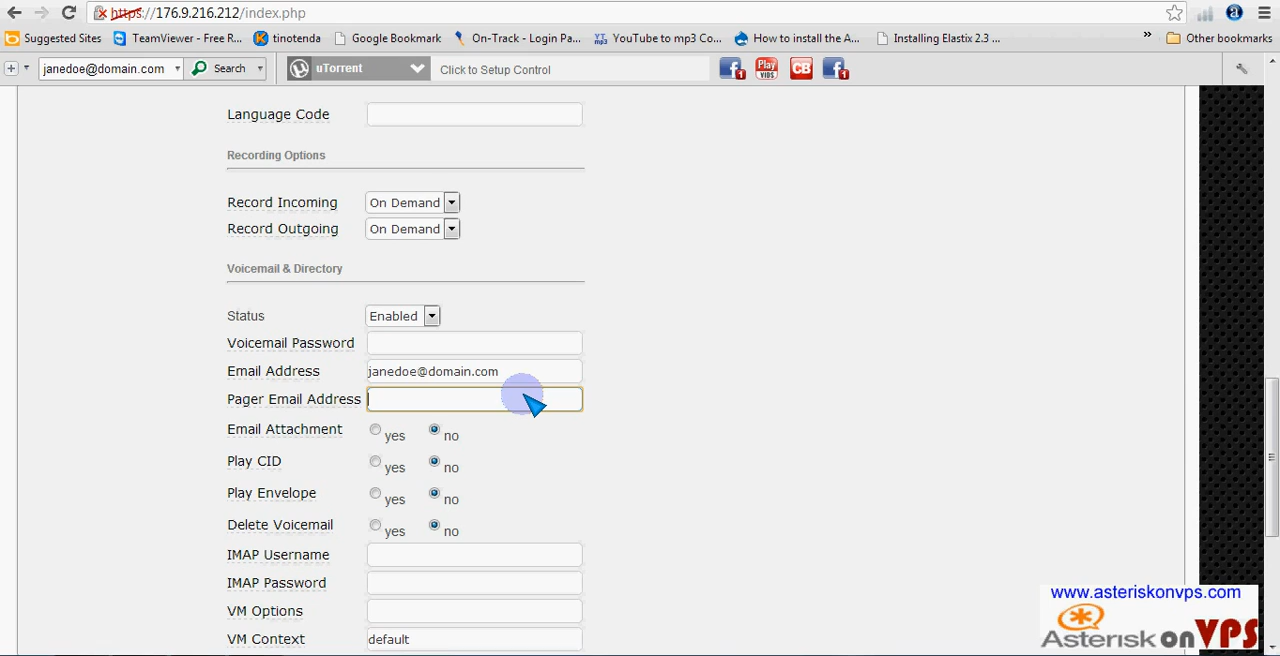 https://176.9.216.212/index.php
Suggested Sites TeamViewer - Free R... tinotenda Google Bookmark On-Track - Login Pa... YouTube to mp3 Co... How to install the A... Installing Elastix 2.3 ... » Other bookmarks
janedoe@domain.com Search uTorrent Click to Setup Control 1 Play VIDS CB 1
Language Code
Recording Options
Record Incoming On Demand
Record Outgoing On Demand
Voicemail & Directory
Status Enabled
Voicemail Password
Email Address janedoe@domain.com
Pager Email Address
Email Attachment yes no
Play CID yes no
Play Envelope yes no
Delete Voicemail yes no
IMAP Username
IMAP Password
VM Options
VM Context default
www.asteriskonvps.com
Asterisk on VPS